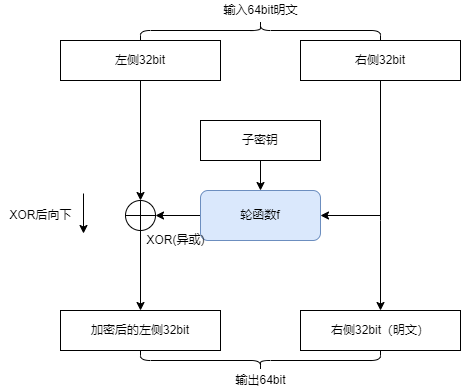 输入64bit明文
左侧32bit
右侧32bit
子密钥
XOR后向下
轮函数f
XOR(异或)
加密后的左侧32bit
右侧32bit（明文）
输出64bit